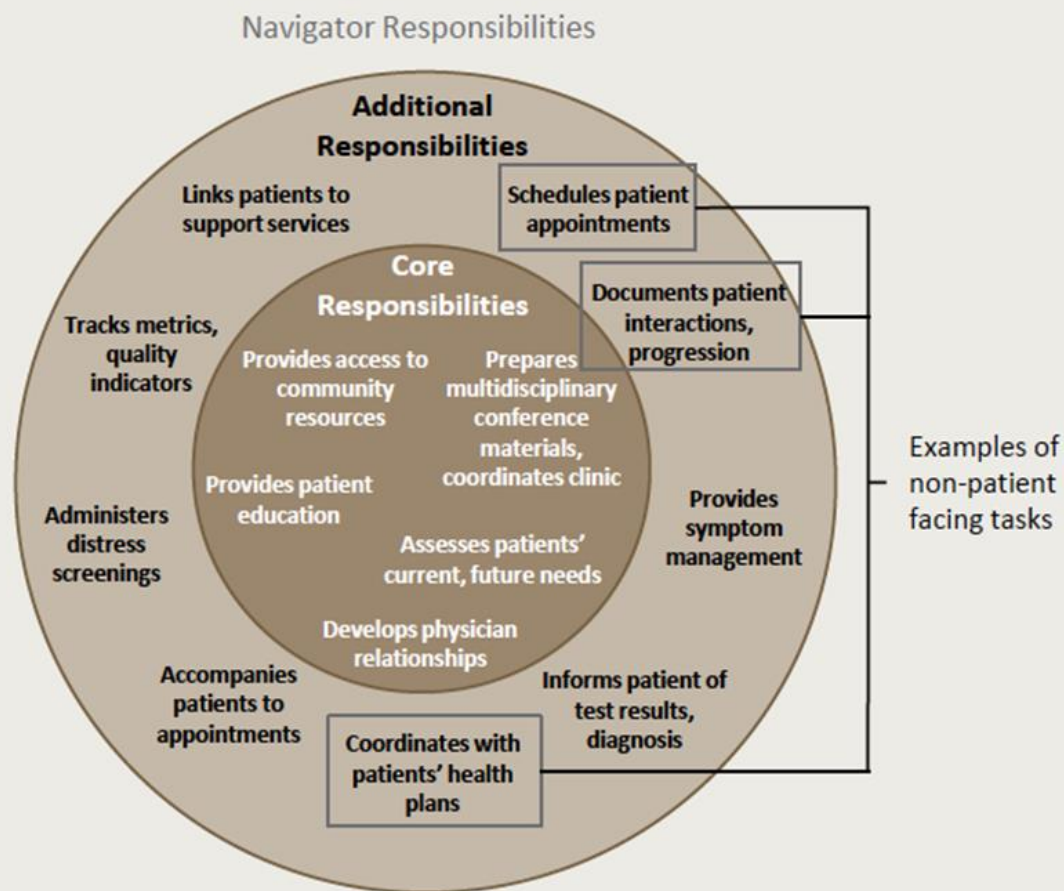 Navigator Responsibilities
Additional
Responsibilities
Links patients to
support services
Schedules patient
appointments
Core
Responsibilities
Documents patient
interactions,
progression
Tracks metrics,
quality
indicators
Provides access to
community
resources
Prepares
multidisciplinary
conference
materials,
coordinates clinic
Examples of
non-patient
facing tasks
Provides patient
education
Administers
distress
screenings
Provides
symptom
management
Assesses patients'
current, future needs
Develops physician
relationships
Accompanies
patients to
appointments
Informs patient of
test results,
diagnosis
Coordinates with
patients' health
plans